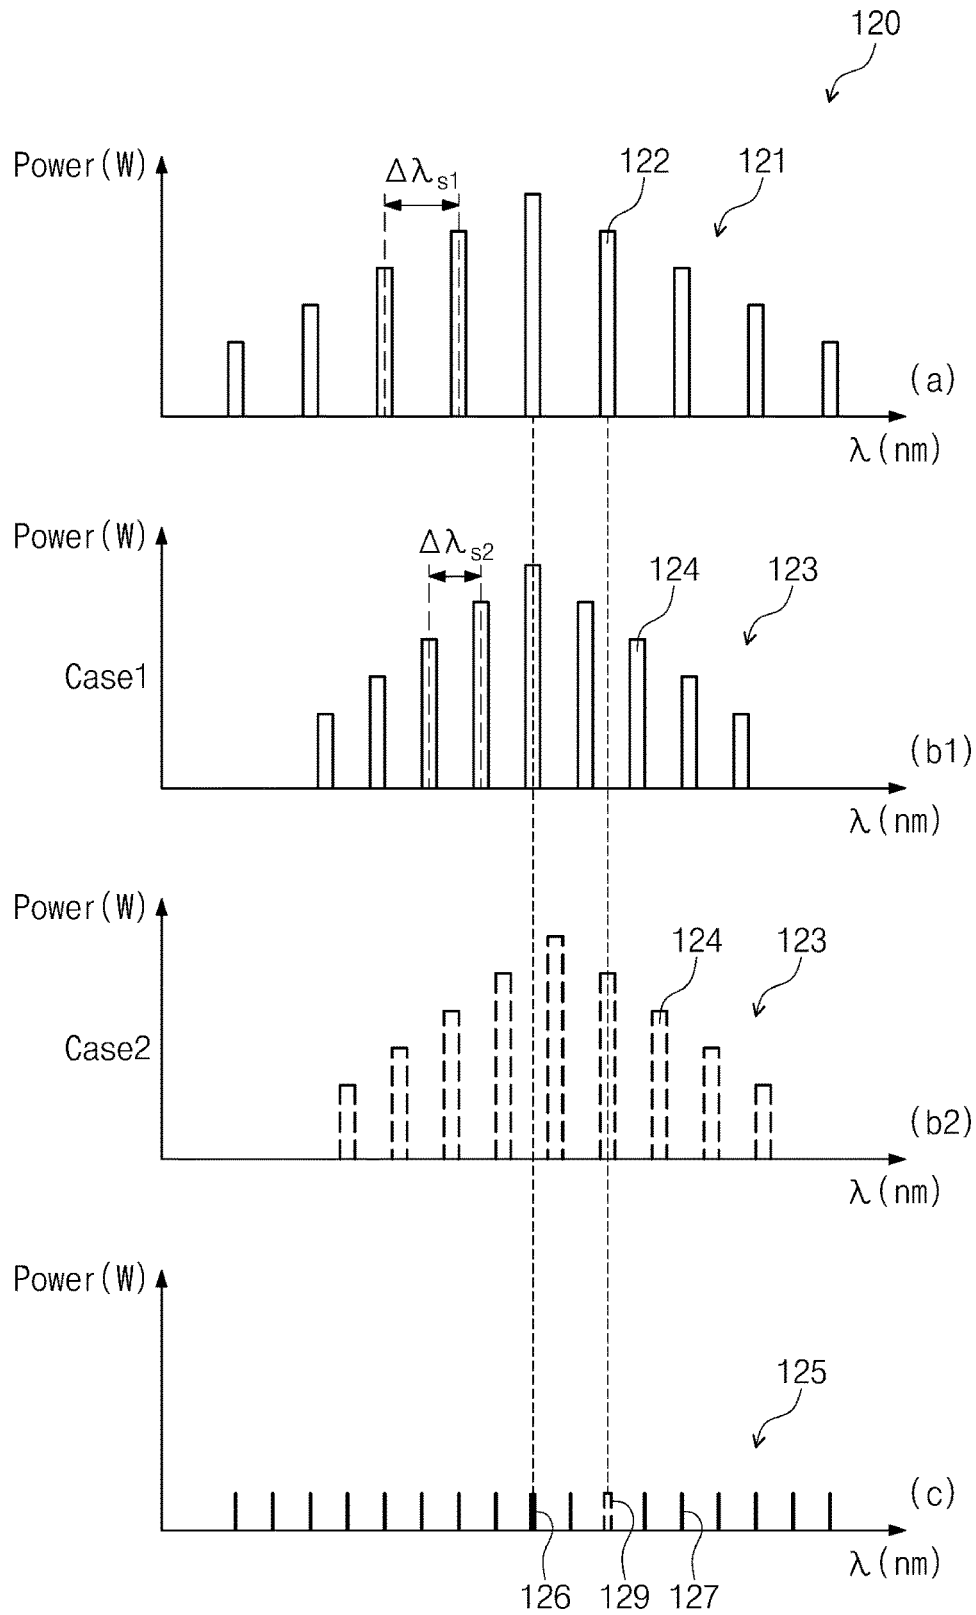 120
Power(W)
Δλs1
122
121
(a)
λ(nm)
Power(W)
Δλs2
124
123
Case1
(b1)
λ(nm)
Power(W)
124
123
Case2
(b2)
λ(nm)
Power(W)
125
(c)
λ(nm)
126
129
127